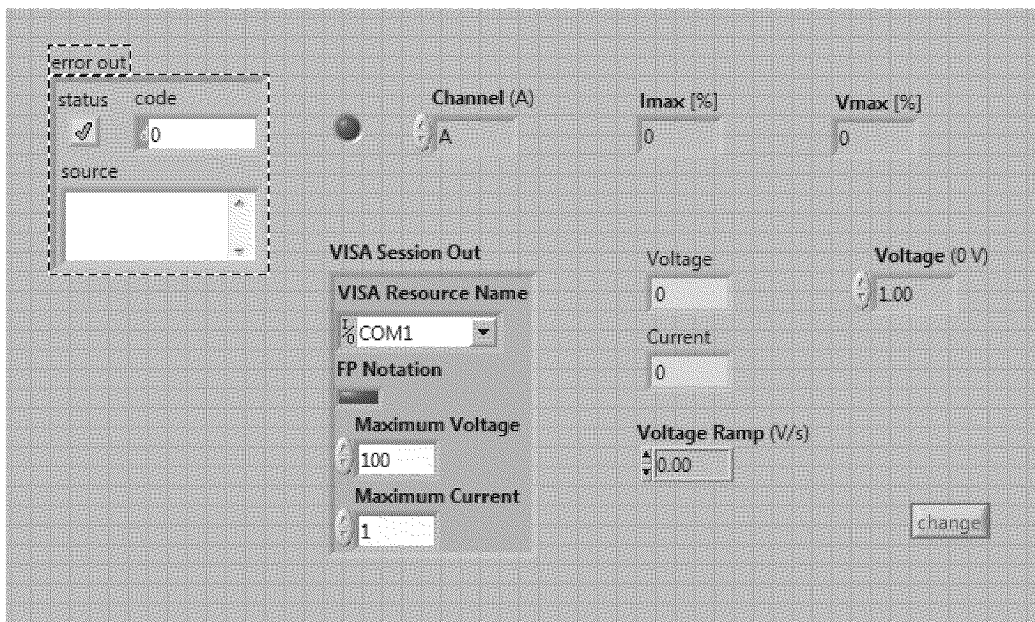 error out
status code
0
source
Channel (A)
A
Imax [%]
0
Vmax [%]
0
VISA Session Out
VISA Resource Name
I/O COM1
FP Notation
Maximum Voltage
100
Maximum Current
1
Voltage
0
Current
0
Voltage Ramp (V/s)
0.00
Voltage (0 V)
1.00
change